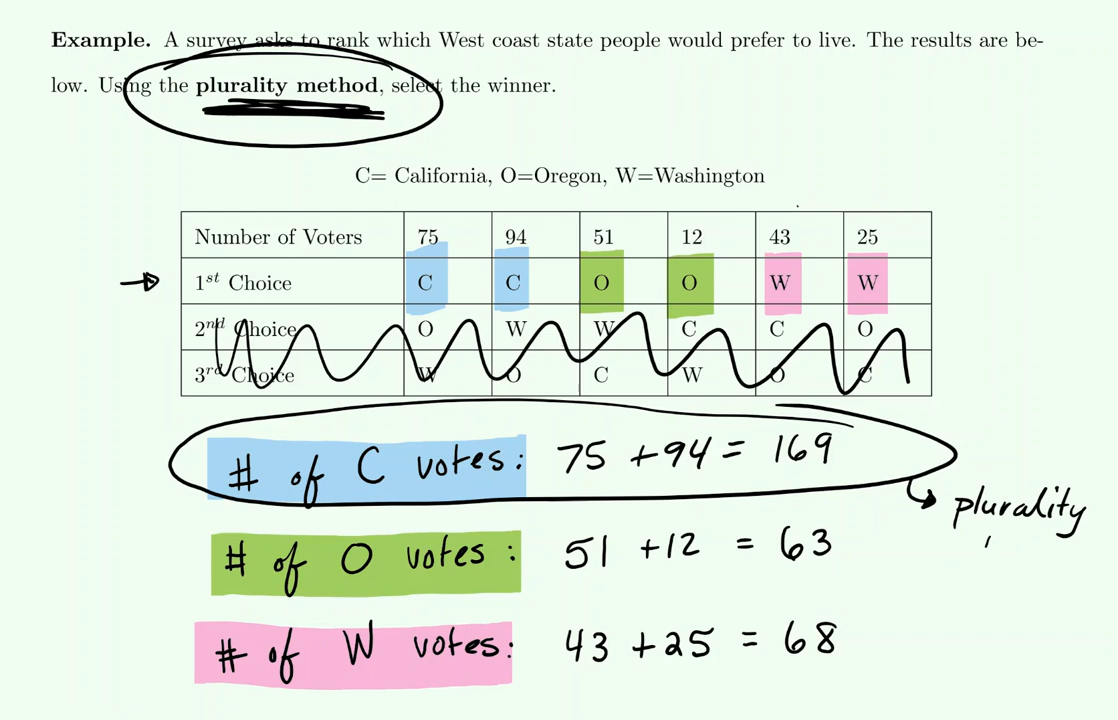 Example. A survey asks to rank which West coast state people would prefer to live. The results are be-
low. Using the plurality method, select the winner.
C= California, O=Oregon, W=Washington
Number of Voters 75 94 51 12 43 25
1st Choice C C O O W W
2nd Choice O W W C C O
3rd Choice W O C W O C
# of C votes: 75 + 94 = 169
plurality
# of O votes: 51 + 12 = 63
# of W votes: 43 + 25 = 68